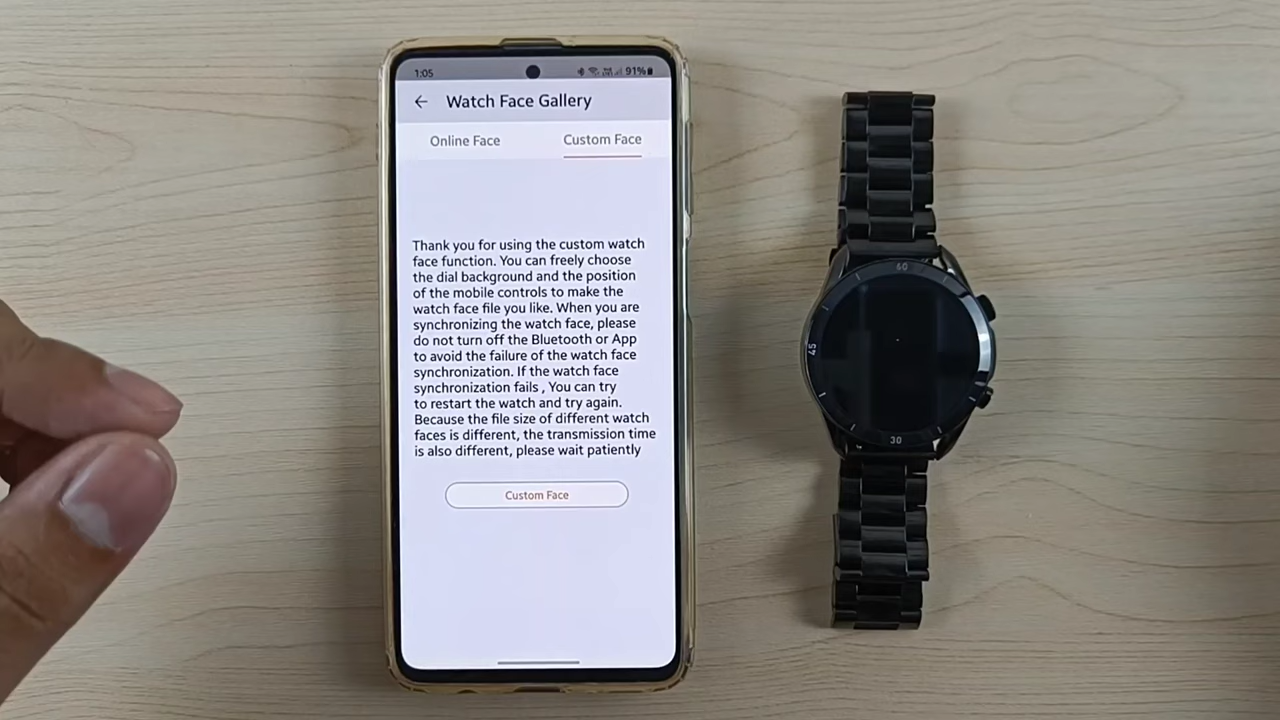 1:05
91%
Watch Face Gallery
Online Face
Custom Face
Thank you for using the custom watch
face function. You can freely choose
the dial background and the position
of the mobile controls to make the
watch face file you like. When you are
synchronizing the watch face, please
do not turn off the Bluetooth or App
to avoid the failure of the watch face
synchronization. If the watch face
synchronization fails , You can try
to restart the watch and try again.
Because the file size of different watch
faces is different, the transmission time
is also different, please wait patiently
Custom Face
60
45
30